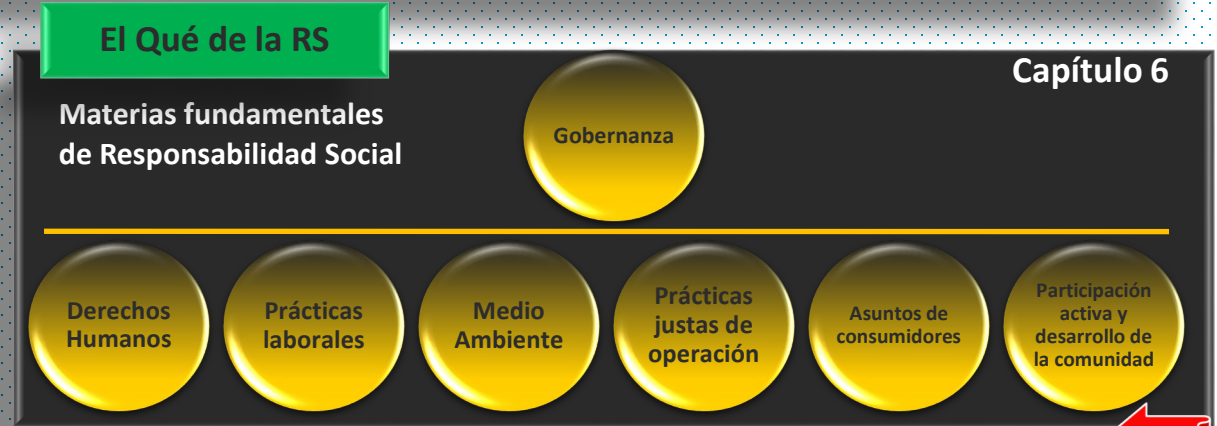 El Qué de la RS
Capítulo 6
Materias fundamentales
de Responsabilidad Social
Gobernanza
Derechos
Humanos
Prácticas
laborales
Medio
Ambiente
Prácticas
justas de
operación
Asuntos de
consumidores
Participación
activa y
desarrollo de
la comunidad